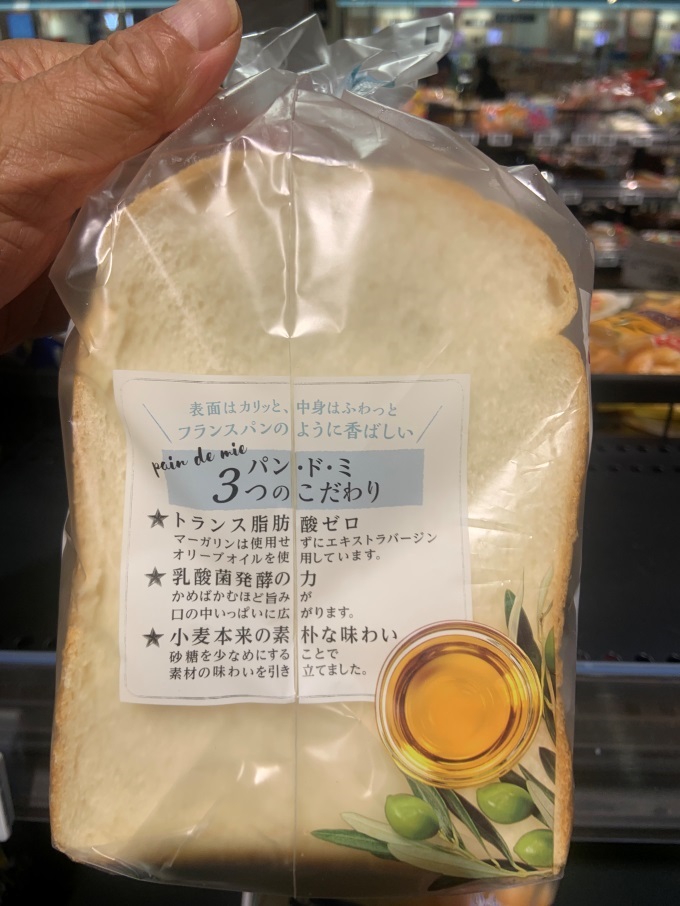 表面はカリッと、中身はふわっと
フランスパンのように香ばしい
pain de mie
パン・ド・ミ
3つのこだわり
★トランス脂肪酸ゼロ
マーガリンは使用せずにエキストラバージン
オリーブオイルを使用しています。
★乳酸菌発酵の力
かめばかむほど旨みが
口の中いっぱいに広がります。
★小麦本来の素朴な味わい
砂糖を少なめにすることで
素材の味わいを引き立てました。